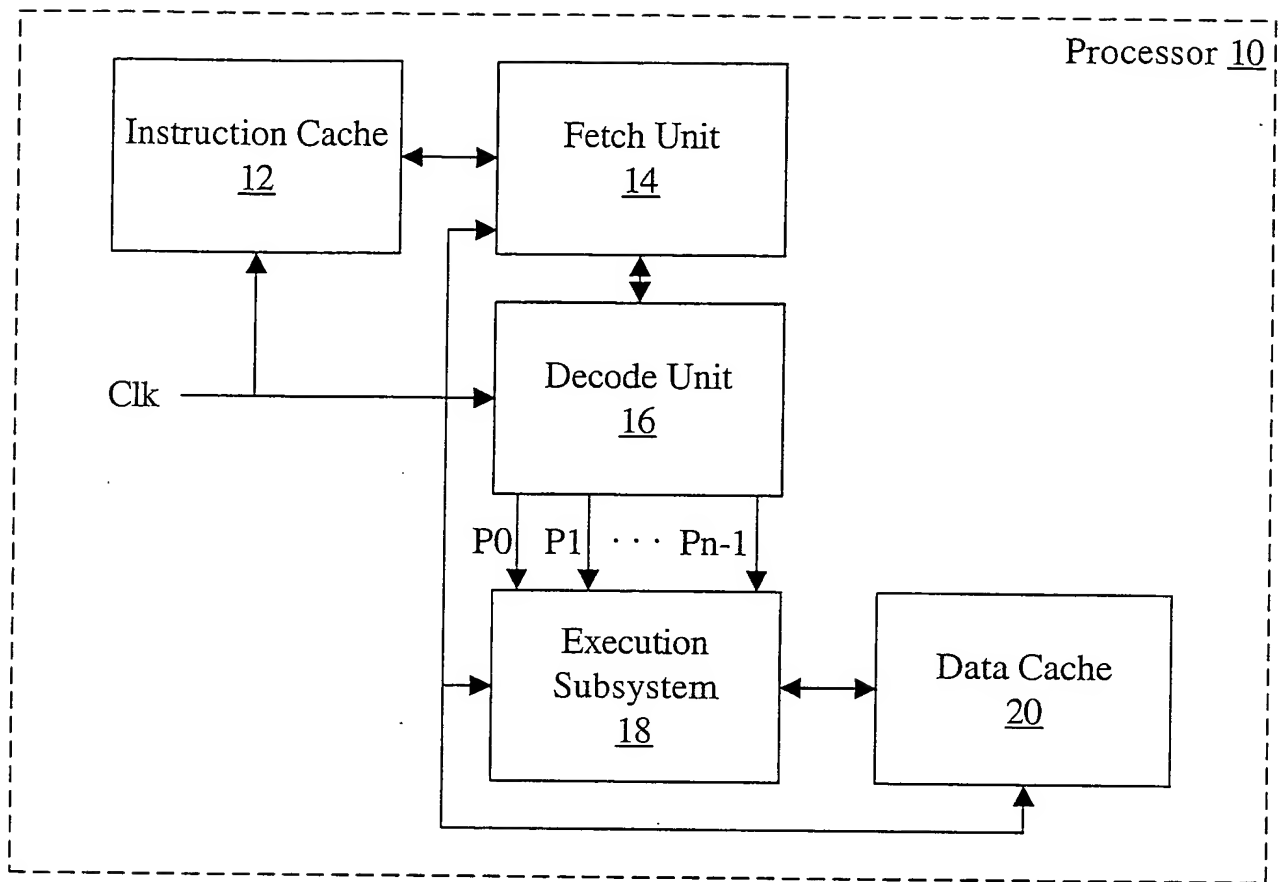 Processor 10
Instruction Cache
12
Fetch Unit
14
Clk
Decode Unit
16
P0 P1 · · · Pn-1
Execution
Subsystem
18
Data Cache
20